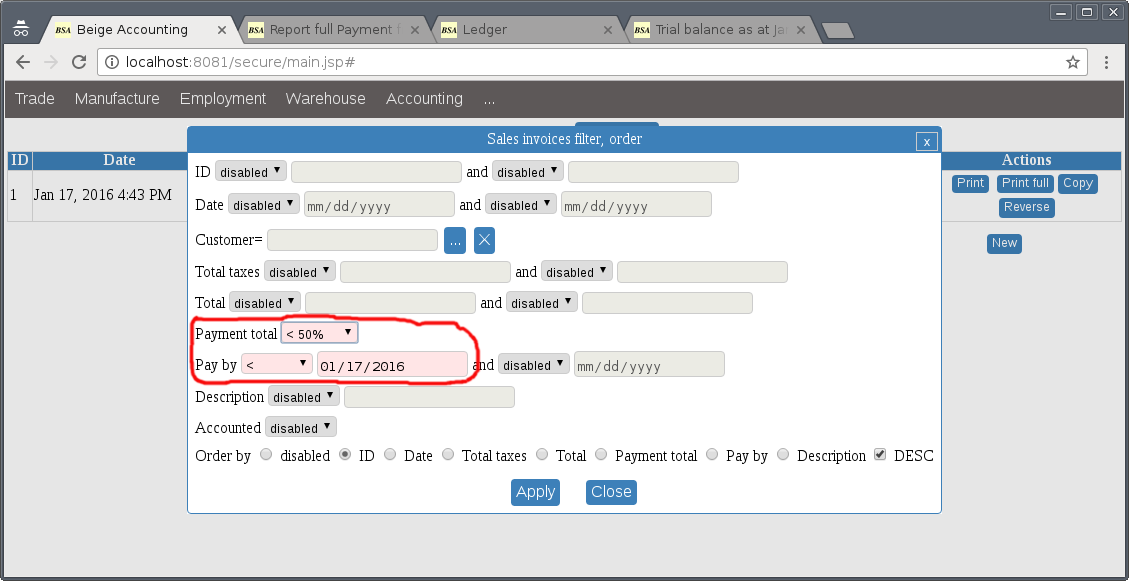 BSA Beige Accounting
BSA Report full Payment f
BSA Ledger
BSA Trial balance as at Jan
localhost:8081/secure/main.jsp#
Trade Manufacture Employment Warehouse Accounting ...
Sales invoices filter, order x
ID Date Actions
ID disabled and disabled
1 Jan 17, 2016 4:43 PM Print Print full Copy
Reverse
Date disabled mm/dd/yyyy and disabled mm/dd/yyyy
Customer= ... X
New
Total taxes disabled and disabled
Total disabled and disabled
Payment total < 50%
Pay by < 01/17/2016 and disabled mm/dd/yyyy
Description disabled
Accounted disabled
Order by disabled ID Date Total taxes Total Payment total Pay by Description DESC
Apply Close